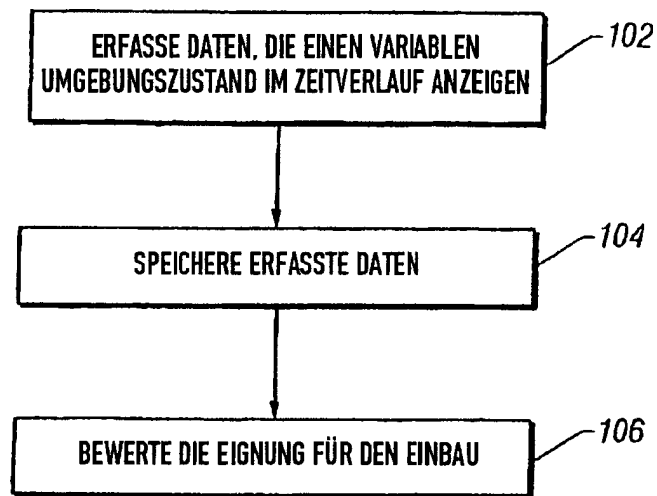 ERFASSE DATEN, DIE EINEN VARIABLEN
UMGEBUNGSZUSTAND IM ZEITVERLAUF ANZEIGEN
102
SPEICHERE ERFASSTE DATEN
104
BEWERTE DIE EIGNUNG FÜR DEN EINBAU
106